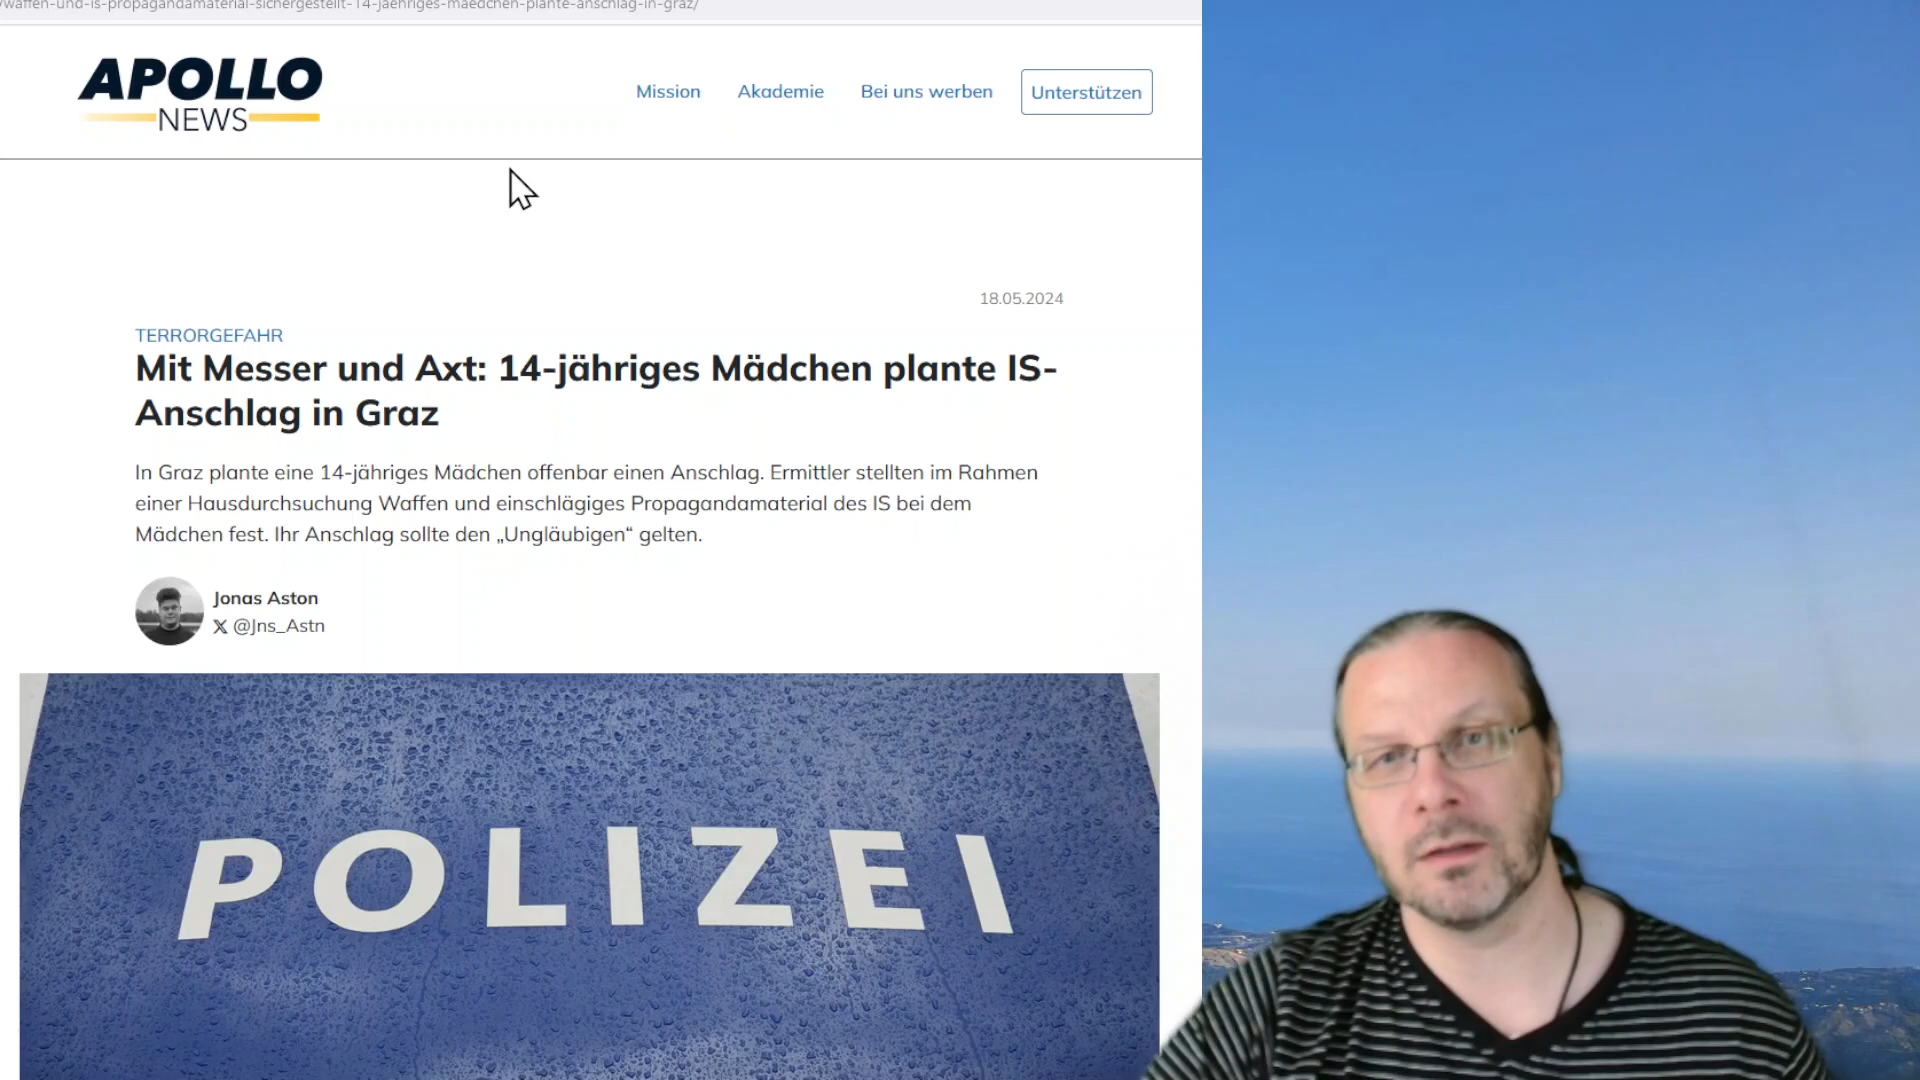 /waffen-und-is-propagandamaterial-sichergestellt-14-jaehriges-maedchen-plante-anschlag-in-graz/
APOLLO
NEWS
Mission Akademie Bei uns werben Unterstützen
18.05.2024
TERRORGEFAHR
Mit Messer und Axt: 14-jähriges Mädchen plante IS-
Anschlag in Graz
In Graz plante eine 14-jähriges Mädchen offenbar einen Anschlag. Ermittler stellten im Rahmen
einer Hausdurchsuchung Waffen und einschlägiges Propagandamaterial des IS bei dem
Mädchen fest. Ihr Anschlag sollte den „Ungläubigen“ gelten.
Jonas Aston
X @Jns_Astn
POLIZEI